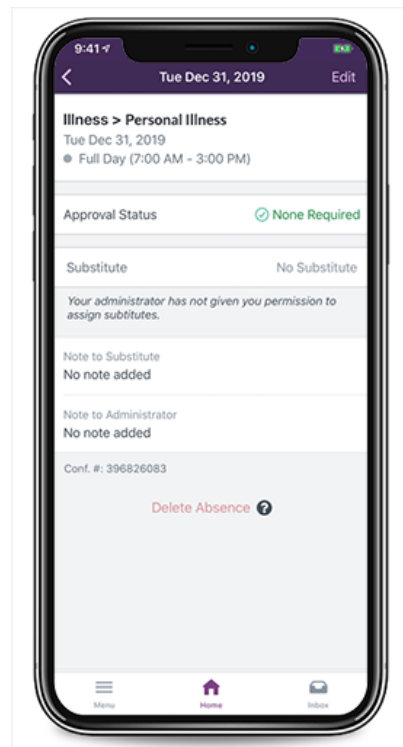 9:41
Tue Dec 31, 2019 Edit
Illness > Personal Illness
Tue Dec 31, 2019
Full Day (7:00 AM - 3:00 PM)
Approval Status None Required
Substitute No Substitute
Your administrator has not given you permission to
assign subtitutes.
Note to Substitute
No note added
Note to Administrator
No note added
Conf. #: 396826083
Delete Absence ?
Menu Home Inbox